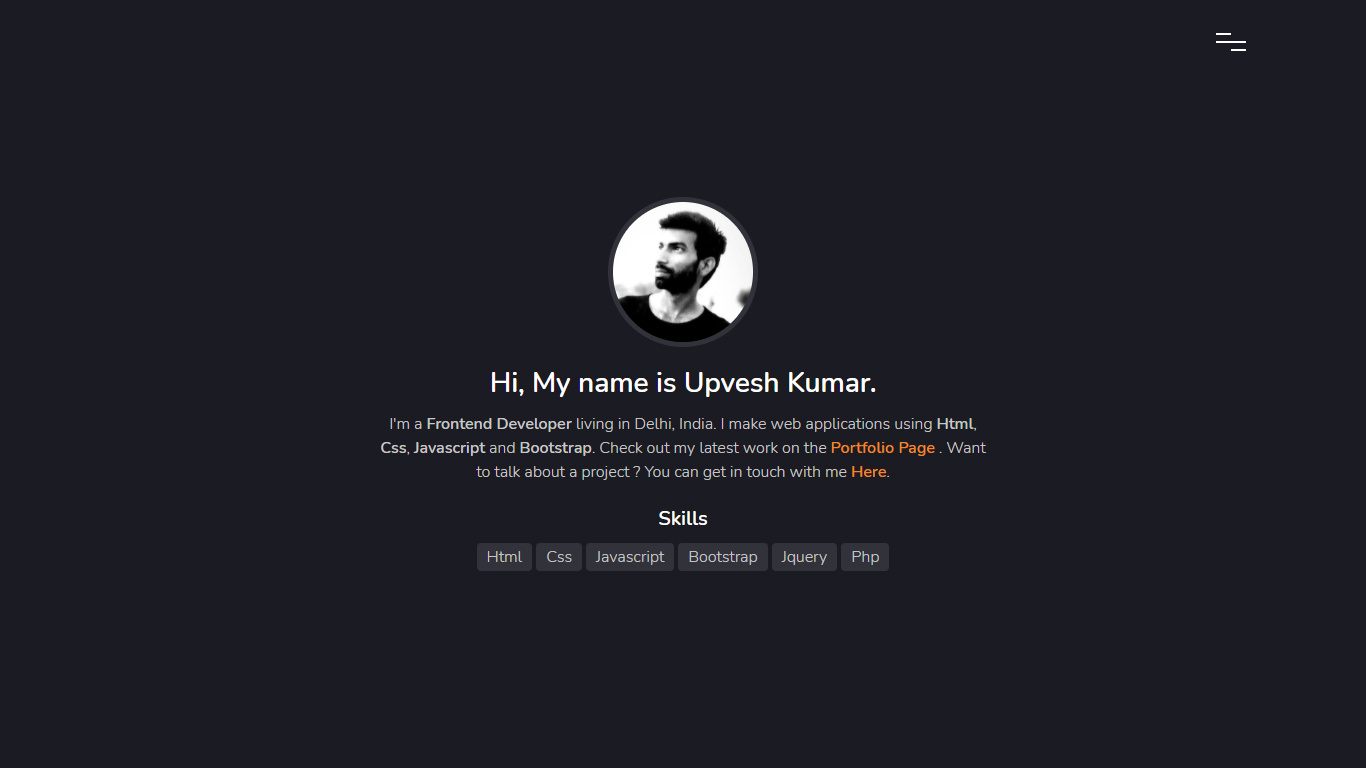 Hi, My name is Upvesh Kumar.
I'm a Frontend Developer living in Delhi, India. I make web applications using Html,
Css, Javascript and Bootstrap. Check out my latest work on the Portfolio Page . Want
to talk about a project ? You can get in touch with me Here.
Skills
Html Css Javascript Bootstrap Jquery Php